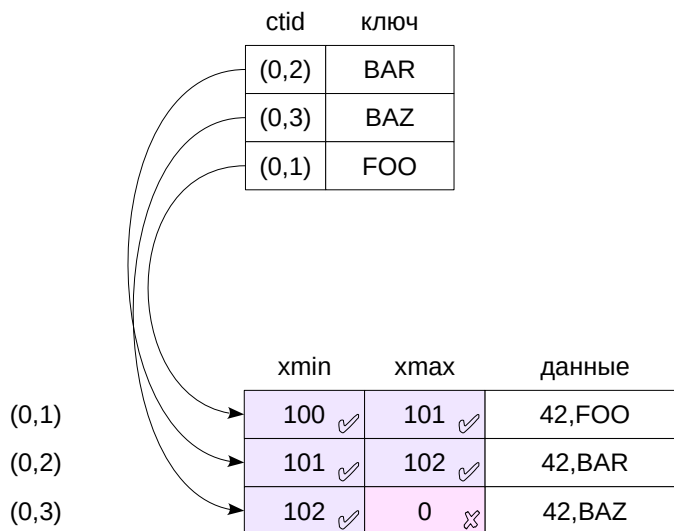 ctid ключ
(0,2) BAR
(0,3) BAZ
(0,1) FOO
xmin xmax данные
(0,1) 100 101 42,FOO
(0,2) 101 102 42,BAR
(0,3) 102 0 42,BAZ